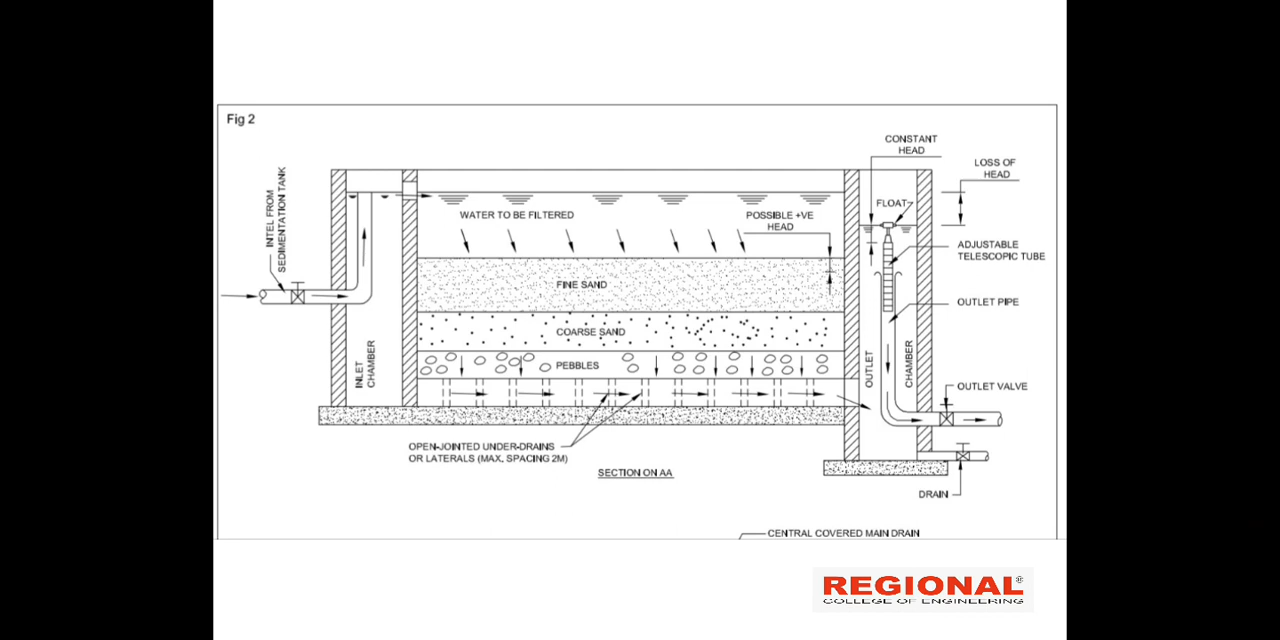 Fig 2
CONSTANT
HEAD
LOSS OF
HEAD
INTEL FROM
SEDIMENTATION TANK
FLOAT
WATER TO BE FILTERED
POSSIBLE +VE
HEAD
ADJUSTABLE
TELESCOPIC TUBE
FINE SAND
OUTLET PIPE
COARSE SAND
INLET
CHAMBER
PEBBLES
OUTLET
CHAMBER
OUTLET VALVE
OPEN-JOINTED UNDER-DRAINS
OR LATERALS (MAX. SPACING 2M)
SECTION ON AA
DRAIN
CENTRAL COVERED MAIN DRAIN
REGIONAL®
COLLEGE OF ENGINEERING